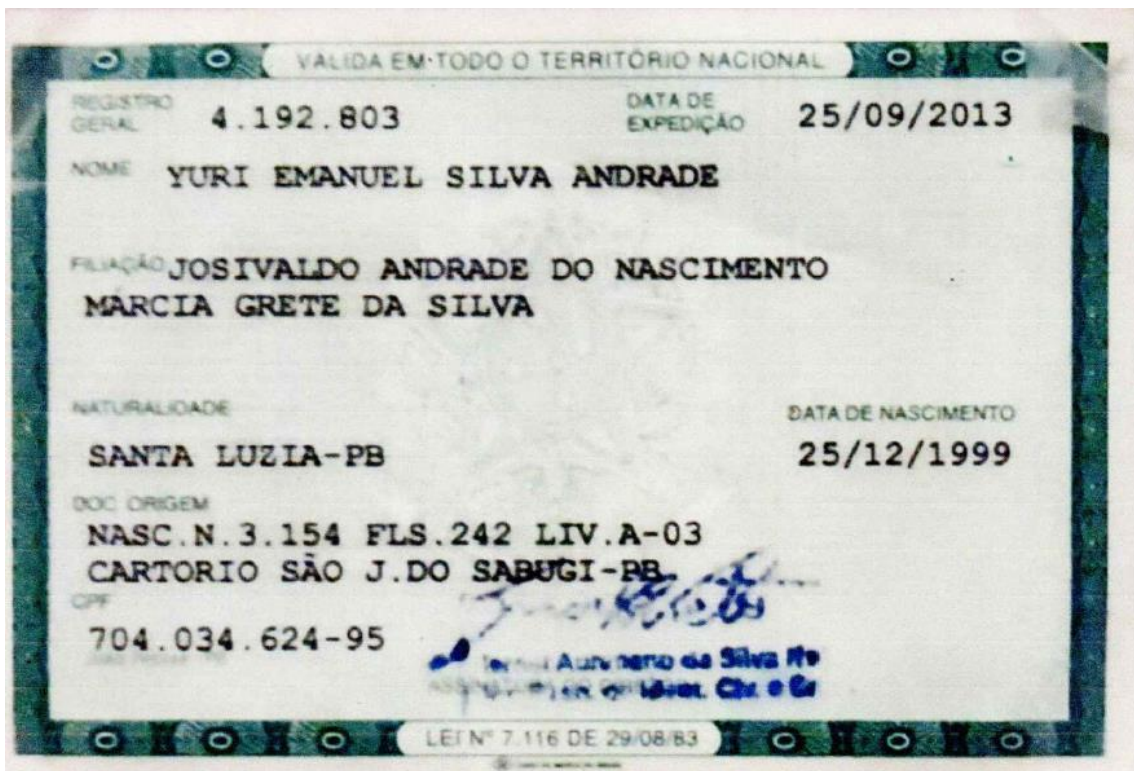 VÁLIDA EM TODO O TERRITÓRIO NACIONAL
REGISTRO GERAL 4.192.803 DATA DE EXPEDIÇÃO 25/09/2013
NOME YURI EMANUEL SILVA ANDRADE
FILIAÇÃO JOSIVALDO ANDRADE DO NASCIMENTO
MARCIA GRETE DA SILVA
NATURALIDADE DATA DE NASCIMENTO
SANTA LUZIA-PB 25/12/1999
DOC ORIGEM
NASC.N.3.154 FLS.242 LIV.A-03
CARTORIO SÃO J.DO SABUGI-PB
CPF
704.034.624-95
da Silva
LEI Nº 7.116 DE 29/08/83